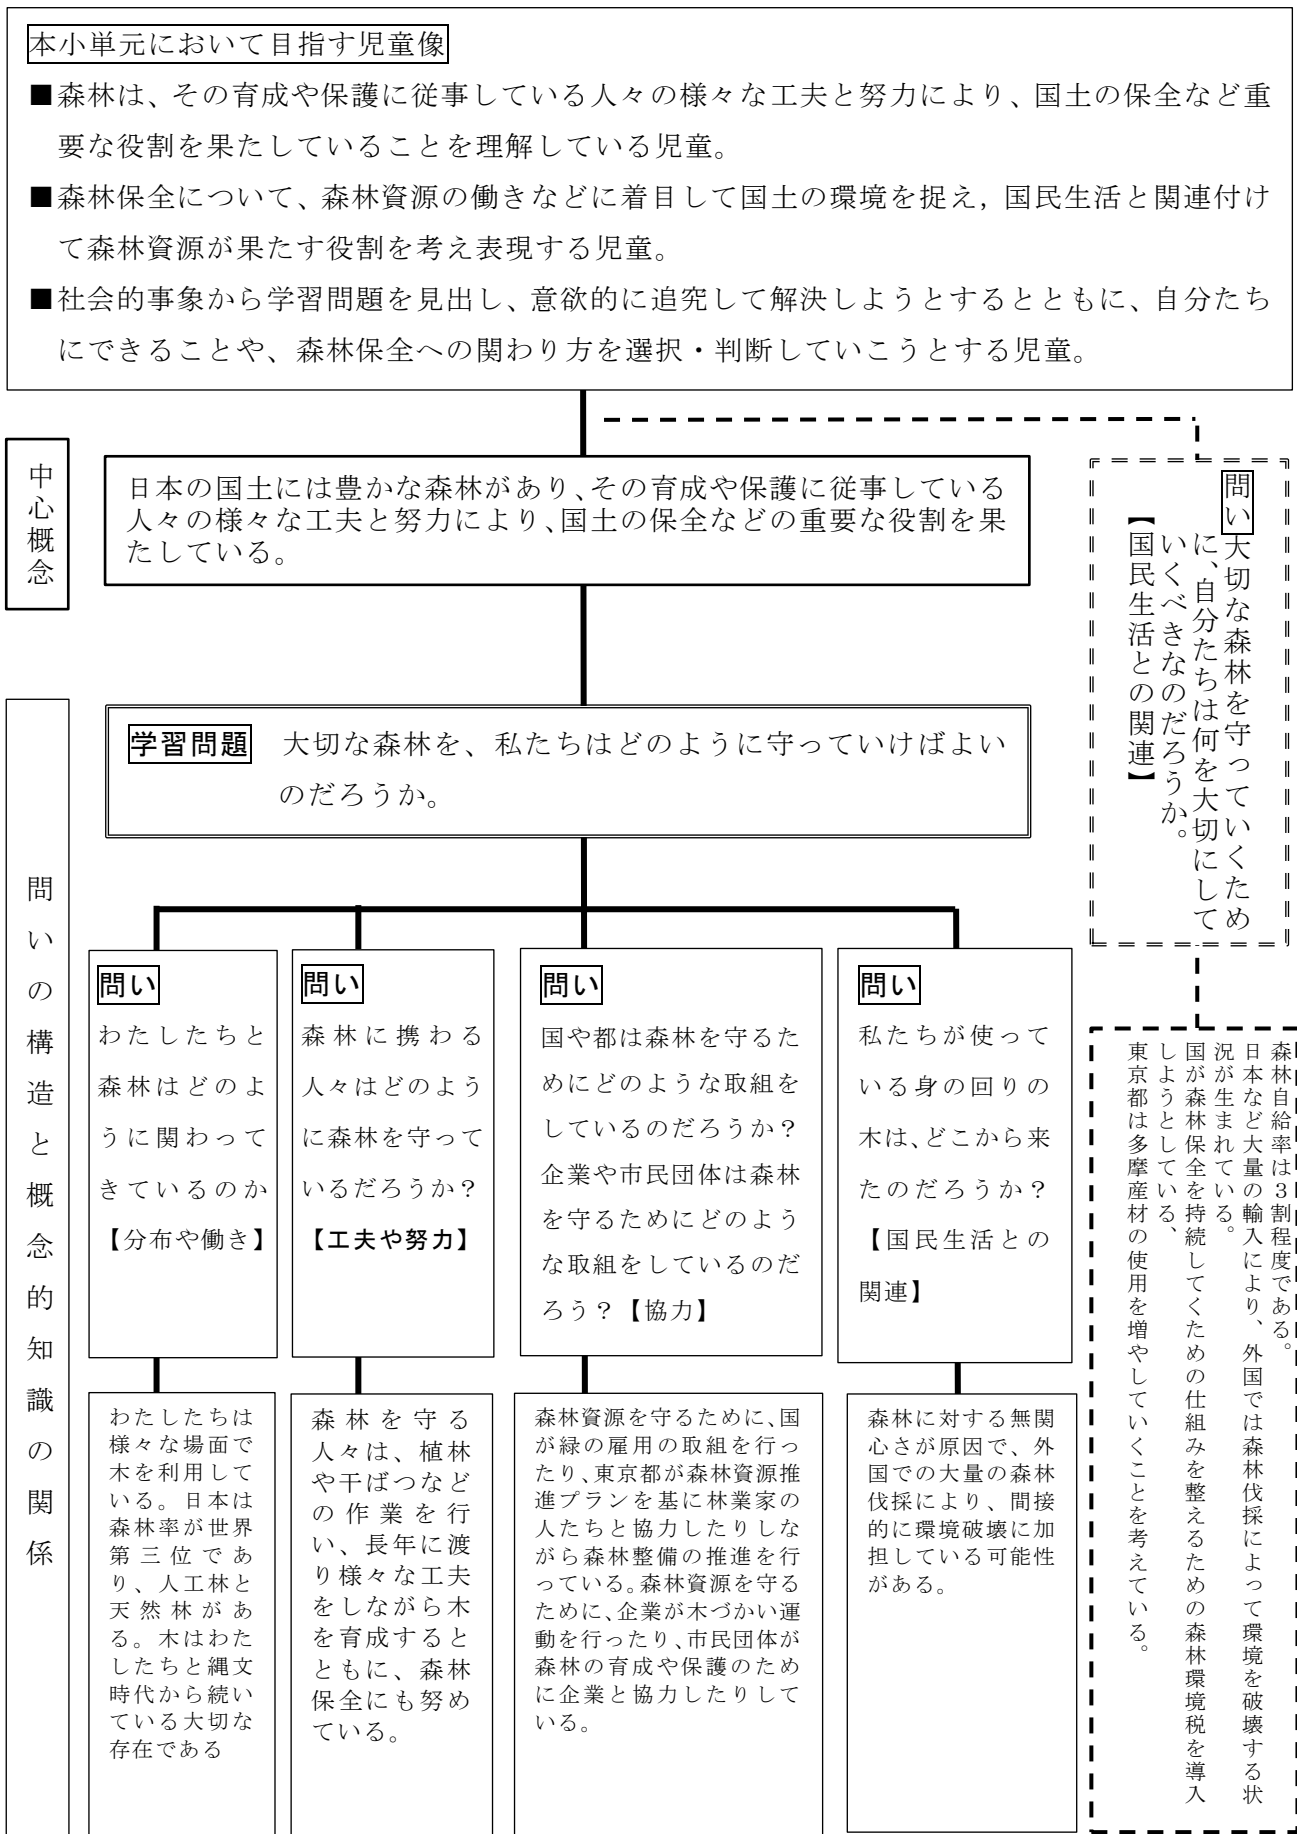 本小単元において目指す児童像
■森林は、その育成や保護に従事している人々の様々な工夫と努力により、国土の保全など重
要な役割を果たしていることを理解している児童。
■森林保全について、森林資源の働きなどに着目して国土の環境を捉え，国民生活と関連付け
て森林資源が果たす役割を考え表現する児童。
■社会的事象から学習問題を見出し、意欲的に追究して解決しようとするとともに、自分たち
にできることや、森林保全への関わり方を選択・判断していこうとする児童。
中心概念
日本の国土には豊かな森林があり、その育成や保護に従事している
人々の様々な工夫と努力により、国土の保全などの重要な役割を果
たしている。
問い大切な森林を守っていくため
に、自分たちは何を大切にして
いくべきなのだろうか。
【国民生活との関連】
学習問題　大切な森林を、私たちはどのように守っていけばよい
のだろうか。
問いの構造と概念的知識の関係
問い
わたしたちと
森林はどのよ
うに関わって
きているのか
【分布や働き】
問い
森林に携わる
人々はどのよう
に森林を守って
いるだろうか？
【工夫や努力】
問い
国や都は森林を守るた
めにどのような取組を
しているのだろうか？
企業や市民団体は森林
を守るためにどのよう
な取組をしているのだ
ろう？【協力】
問い
私たちが使って
いる身の回りの
木は、どこから来
たのだろうか？
【国民生活との
関連】
わたしたちは
様々な場面で
木を利用して
いる。日本は
森林率が世界
第三位であ
り、人工林と
天然林があ
る。木はわた
したちと縄文
時代から続い
ている大切な
存在である
森林を守る
人々は、植林
や干ばつなど
の作業を行
い、長年に渡
り様々な工夫
をしながら木
を育成すると
ともに、森林
保全にも努め
ている。
森林資源を守るために、国
が緑の雇用の取組を行っ
たり、東京都が森林資源推
進プランを基に林業家の
人たちと協力したりしな
がら森林整備の推進を行
っている。森林資源を守る
ために、企業が木づかい運
動を行ったり、市民団体が
森林の育成や保護のため
に企業と協力したりして
いる。
森林に対する無関
心さが原因で、外
国での大量の森林
伐採により、間接
的に環境破壊に加
担している可能性
がある。
森林自給率は３割程度である。
日本など大量の輸入により、外国では森林伐採によって環境を破壊する状
況が生まれている。
国が森林保全を持続してくための仕組みを整えるための森林環境税を導入
しようとしている、
東京都は多摩産材の使用を増やしていくことを考えている。